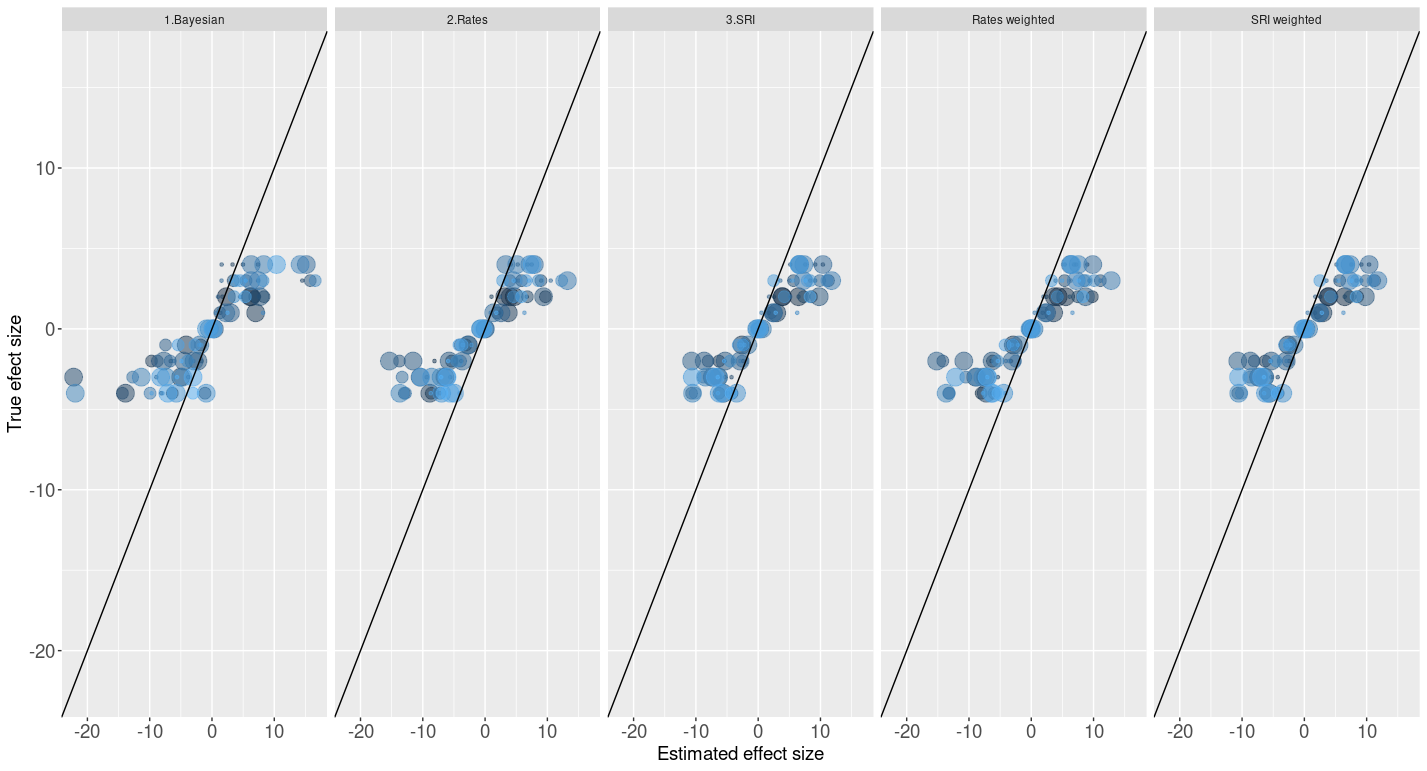 1.Bayesian 2.Rates 3.SRI Rates weighted SRI weighted
10
0
-10
-20
True efect size
-20 -10 0 10 -20 -10 0 10 -20 -10 0 10 -20 -10 0 10 -20 -10 0 10
Estimated effect size